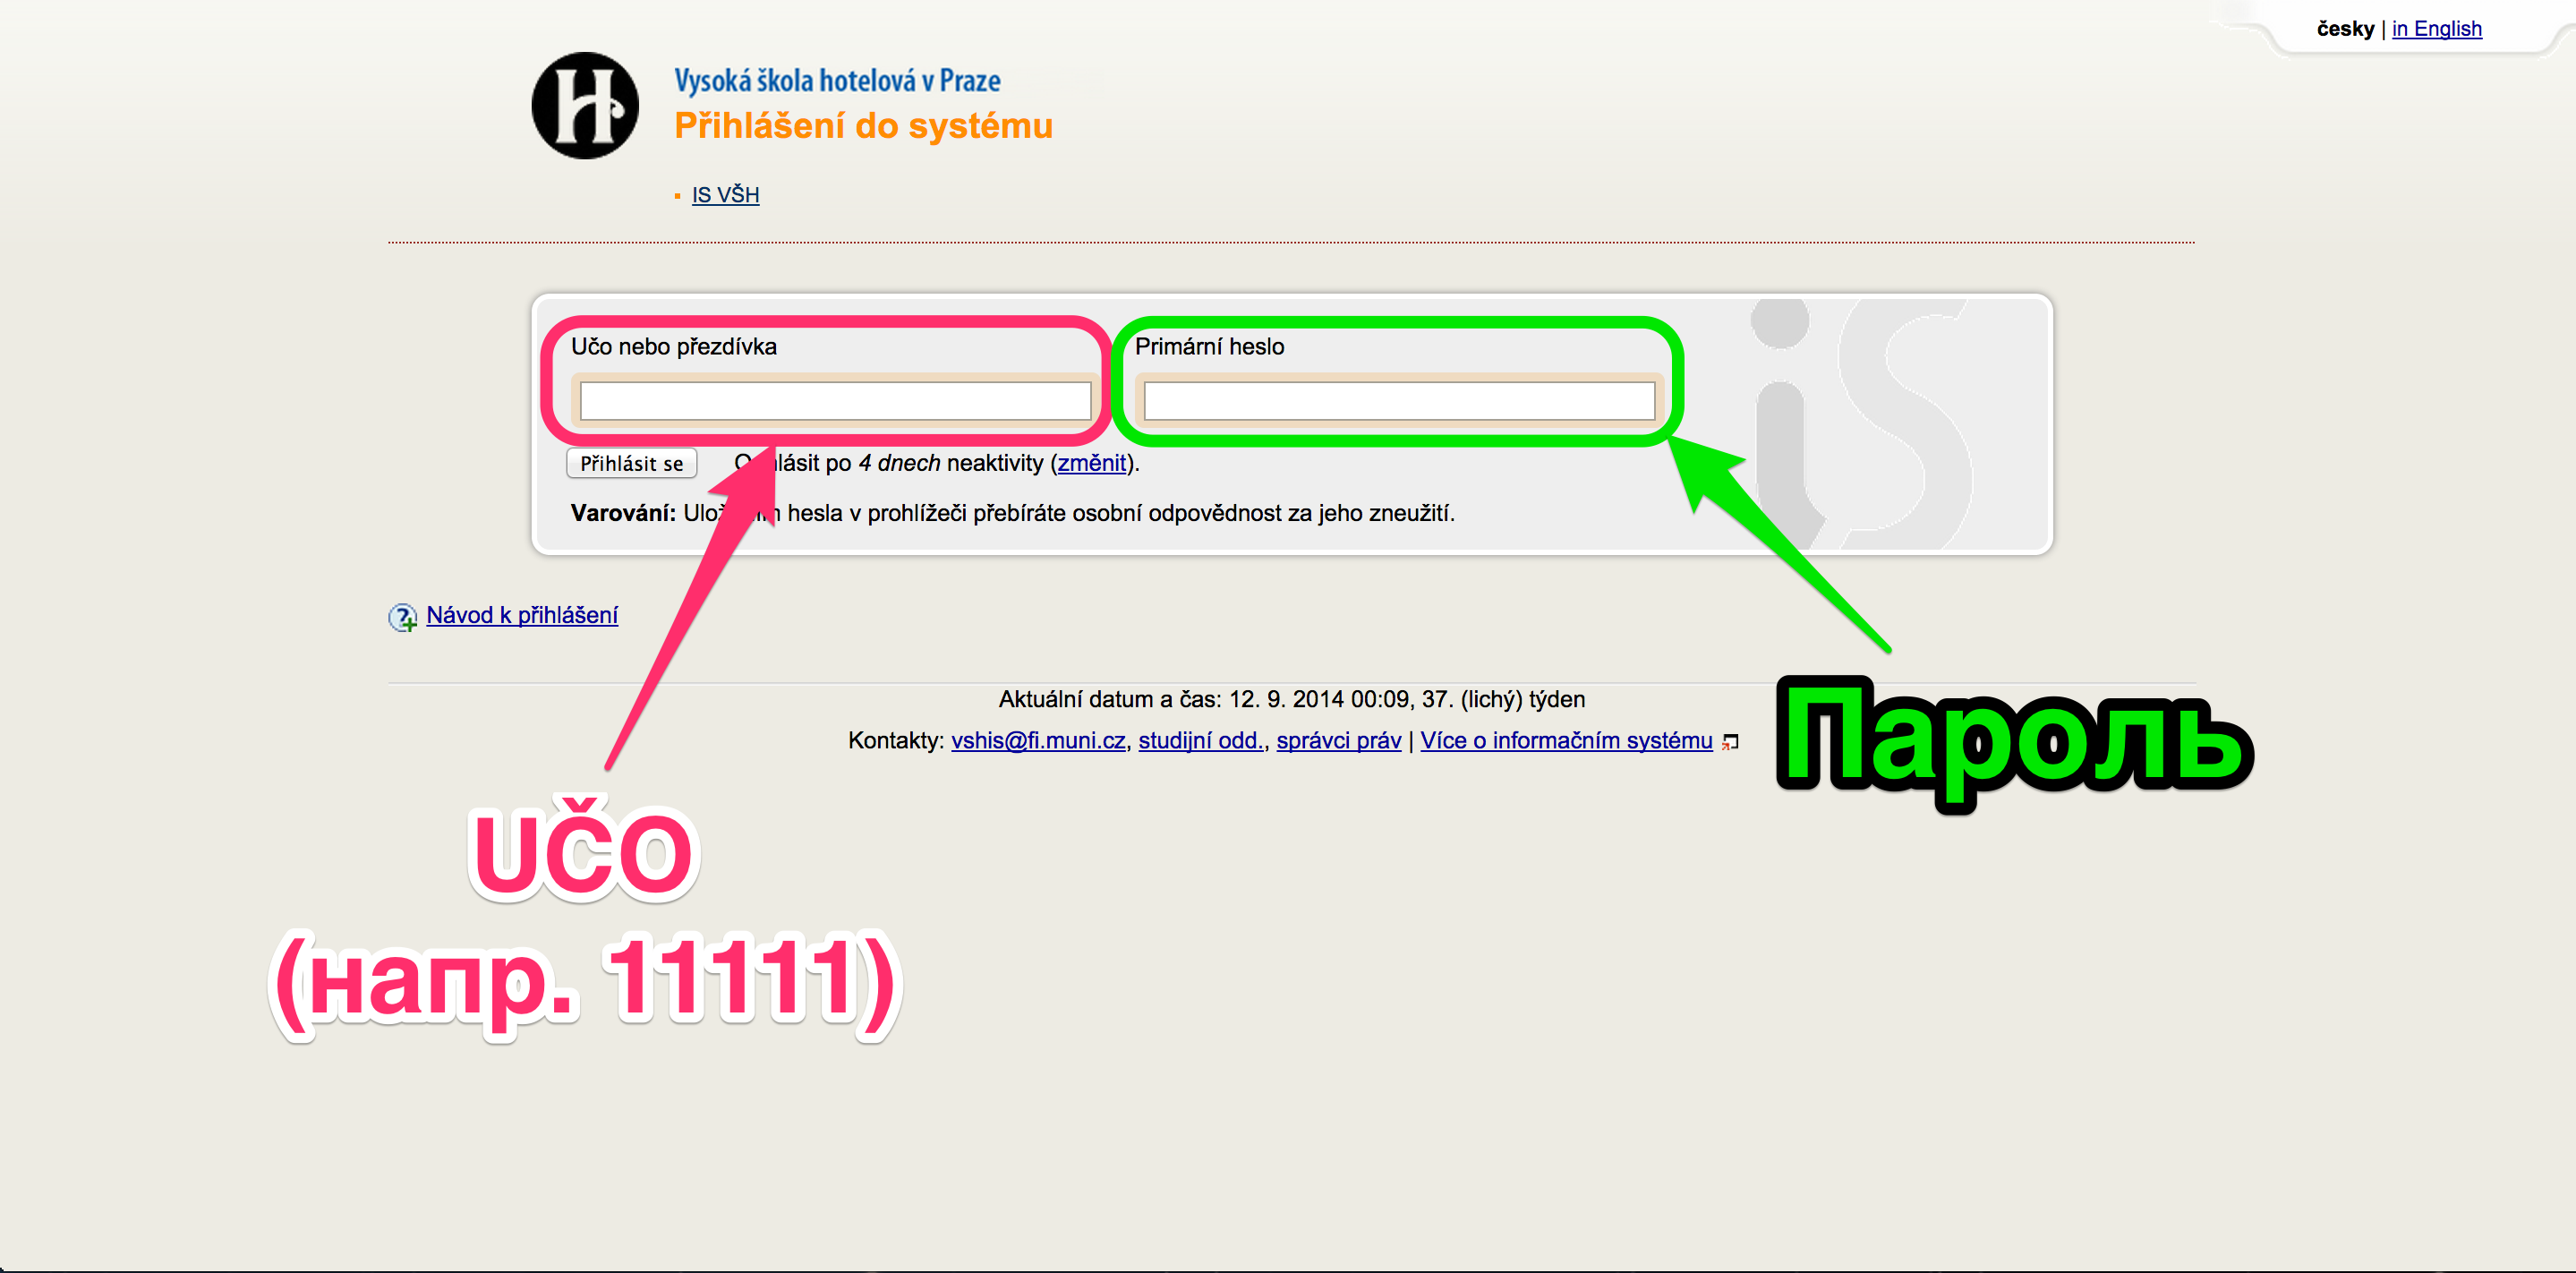 česky | in English
Vysoká škola hotelová v Praze
Přihlášení do systému
IS VŠH
Učo nebo přezdívka
Primární heslo
Přihlásit se
lásit po 4 dnech neaktivity (změnit).
Varování: hesla v prohlížeči přebíráte osobní odpovědnost za jeho zneužití.
Návod k přihlášení
Aktuální datum a čas: 12. 9. 2014 00:09, 37. (lichý) týden
Kontakty: vshis@fi.muni.cz, studijní odd., správci práv | Více o informačním systému
Пароль
UČO
(напр. 11111)